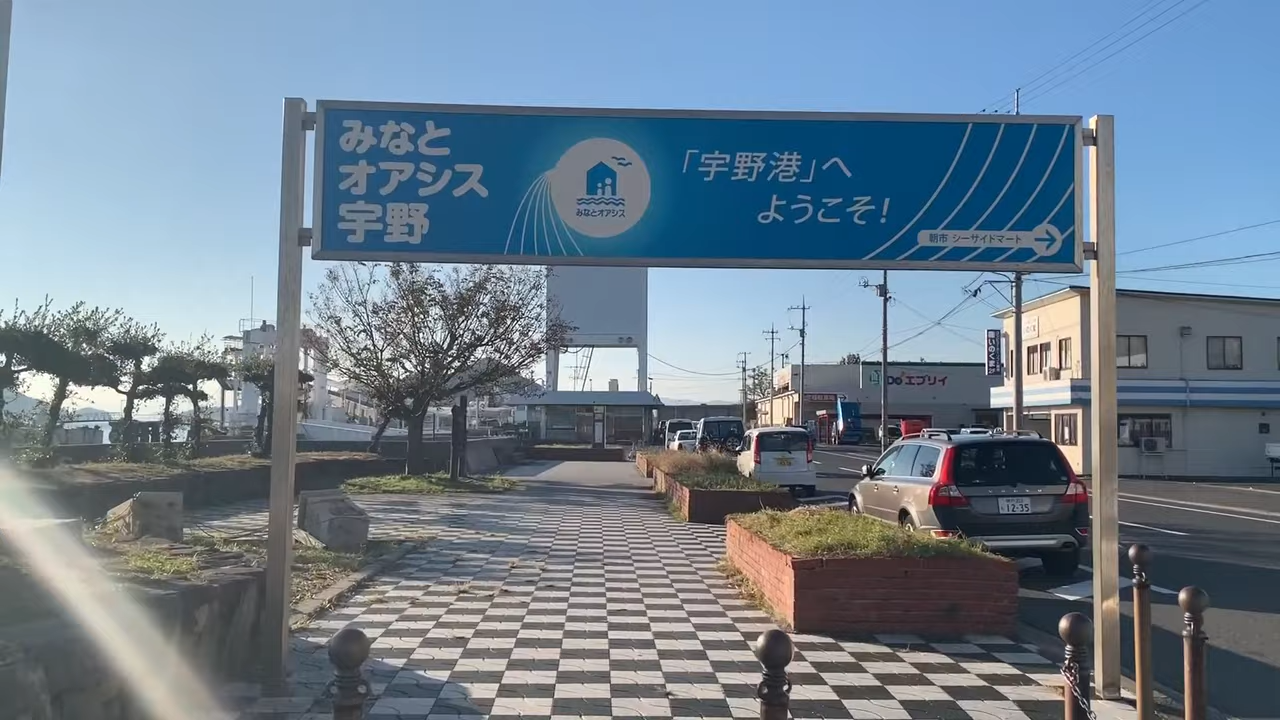 みなと
オアシス
宇野
みなとオアシス
「宇野港」へ
ようこそ!
朝市 シーサイドマート
エブリイ
12-35